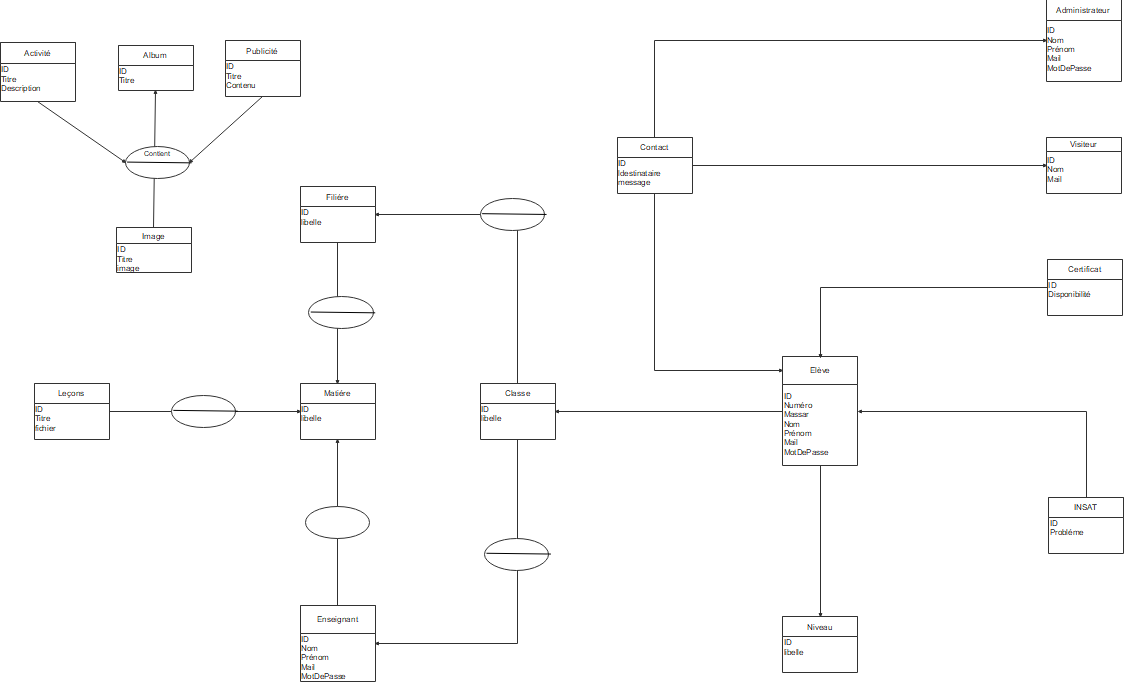 Activité
ID
Titre
Description
Album
ID
Titre
Publicité
ID
Titre
Contenu
Content
Image
ID
Titre
image
Filiére
ID
libelle
Leçons
ID
Titre
fichier
Matiére
ID
libelle
Classe
ID
libelle
Enseignant
ID
Nom
Prénom
Mail
MotDePasse
Contact
ID
Idestinataire
message
Administrateur
ID
Nom
Prénom
Mail
MotDePasse
Visiteur
ID
Nom
Mail
Certificat
ID
Disponibilité
Elève
ID
Numéro
Massar
Nom
Prénom
Mail
MotDePasse
INSAT
ID
Probléme
Niveau
ID
libelle